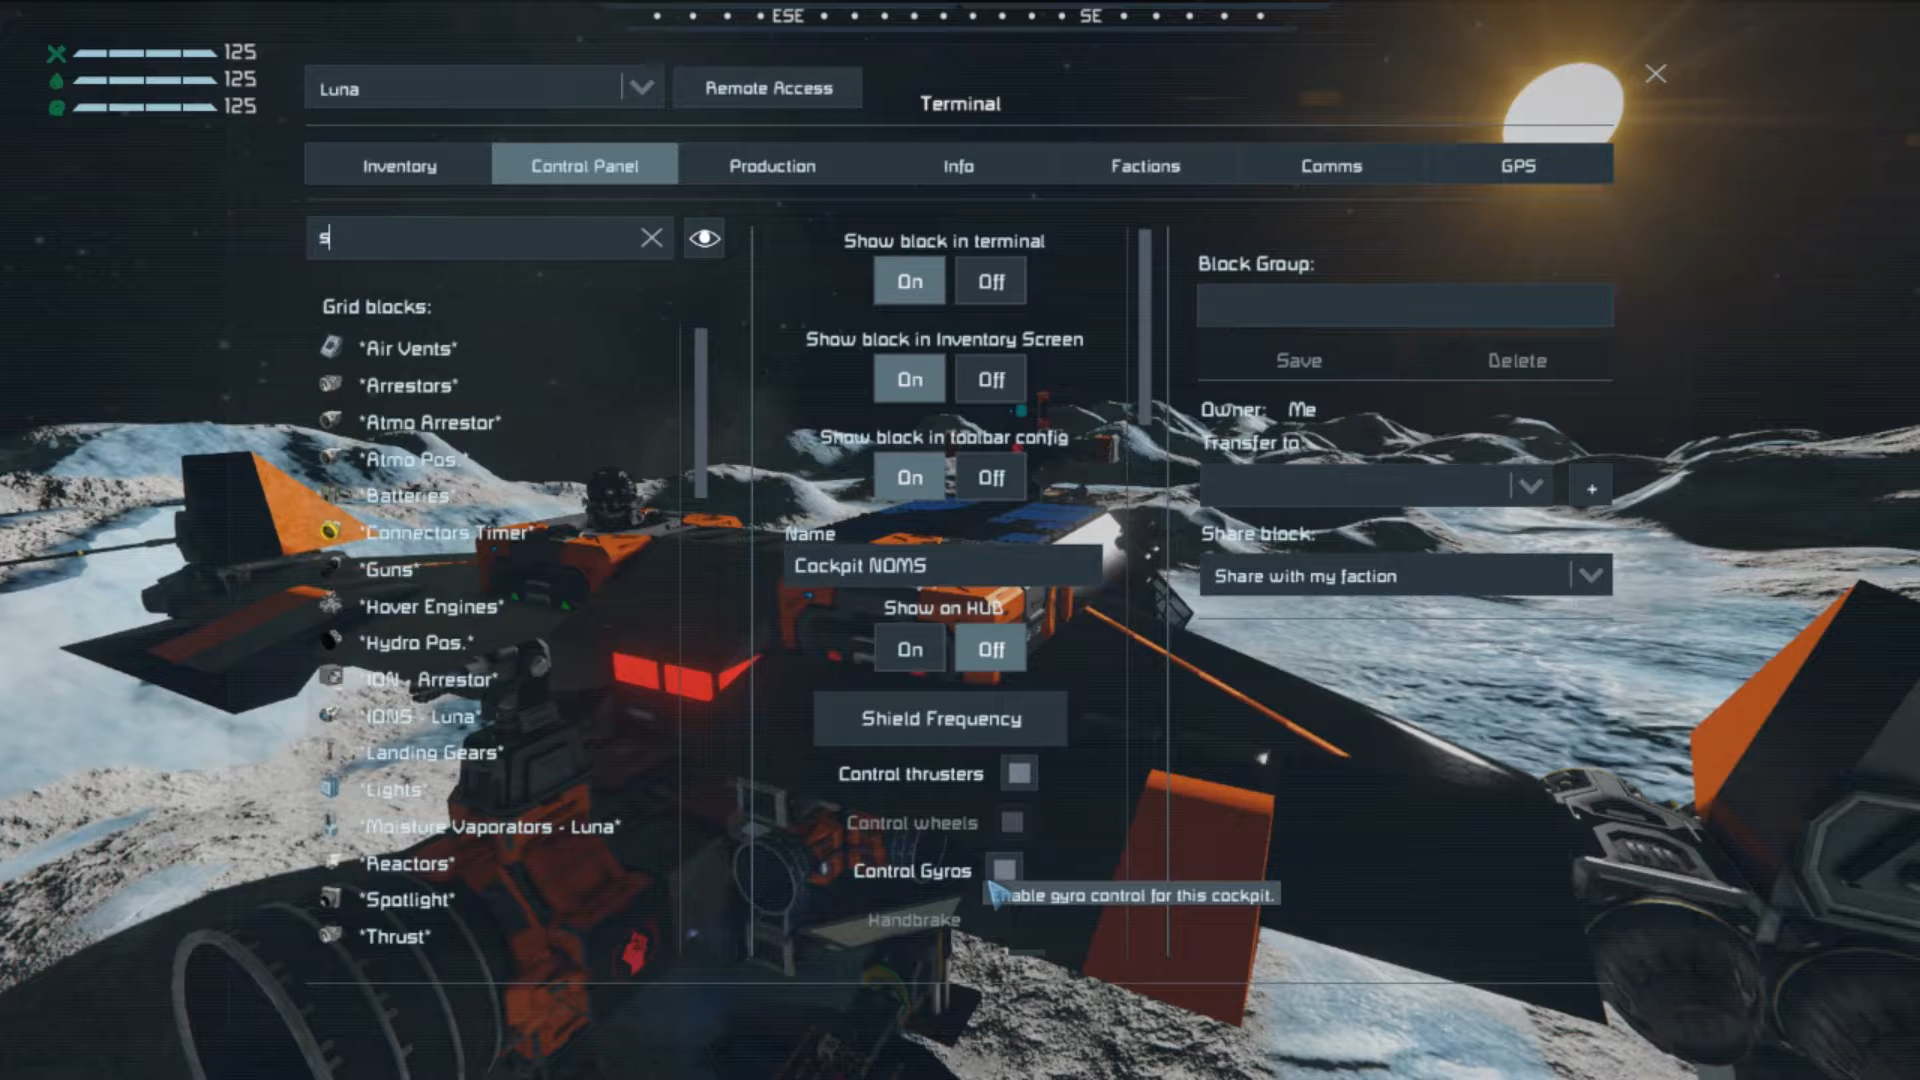 ESE
SE
125
125
125
Luna
Remote Access
Terminal
Inventory
Control Panel
Production
Info
Factions
Comms
GPS
s
Grid blocks:
*Air Vents*
*Arrestors*
*Atmo Arrestor*
*Atmo Pos.*
*Batteries*
*Connectors Timer*
*Guns*
*Hover Engines*
*Hydro Pos.*
*ION - Arrestor*
*IONS - Luna*
*Landing Gears*
*Lights*
*Moisture Vaporators - Luna*
*Reactors*
*Spotlight*
*Thrust*
Show block in terminal
On Off
Show block in Inventory Screen
On Off
Show block in toolbar config
On Off
Name
Cockpit NOMS
Show on HUD
On Off
Shield Frequency
Control thrusters
Control wheels
Control Gyros
Enable gyro control for this cockpit.
Handbrake
Block Group:
Save Delete
Owner: Me
Transfer to
+
Share block:
Share with my faction